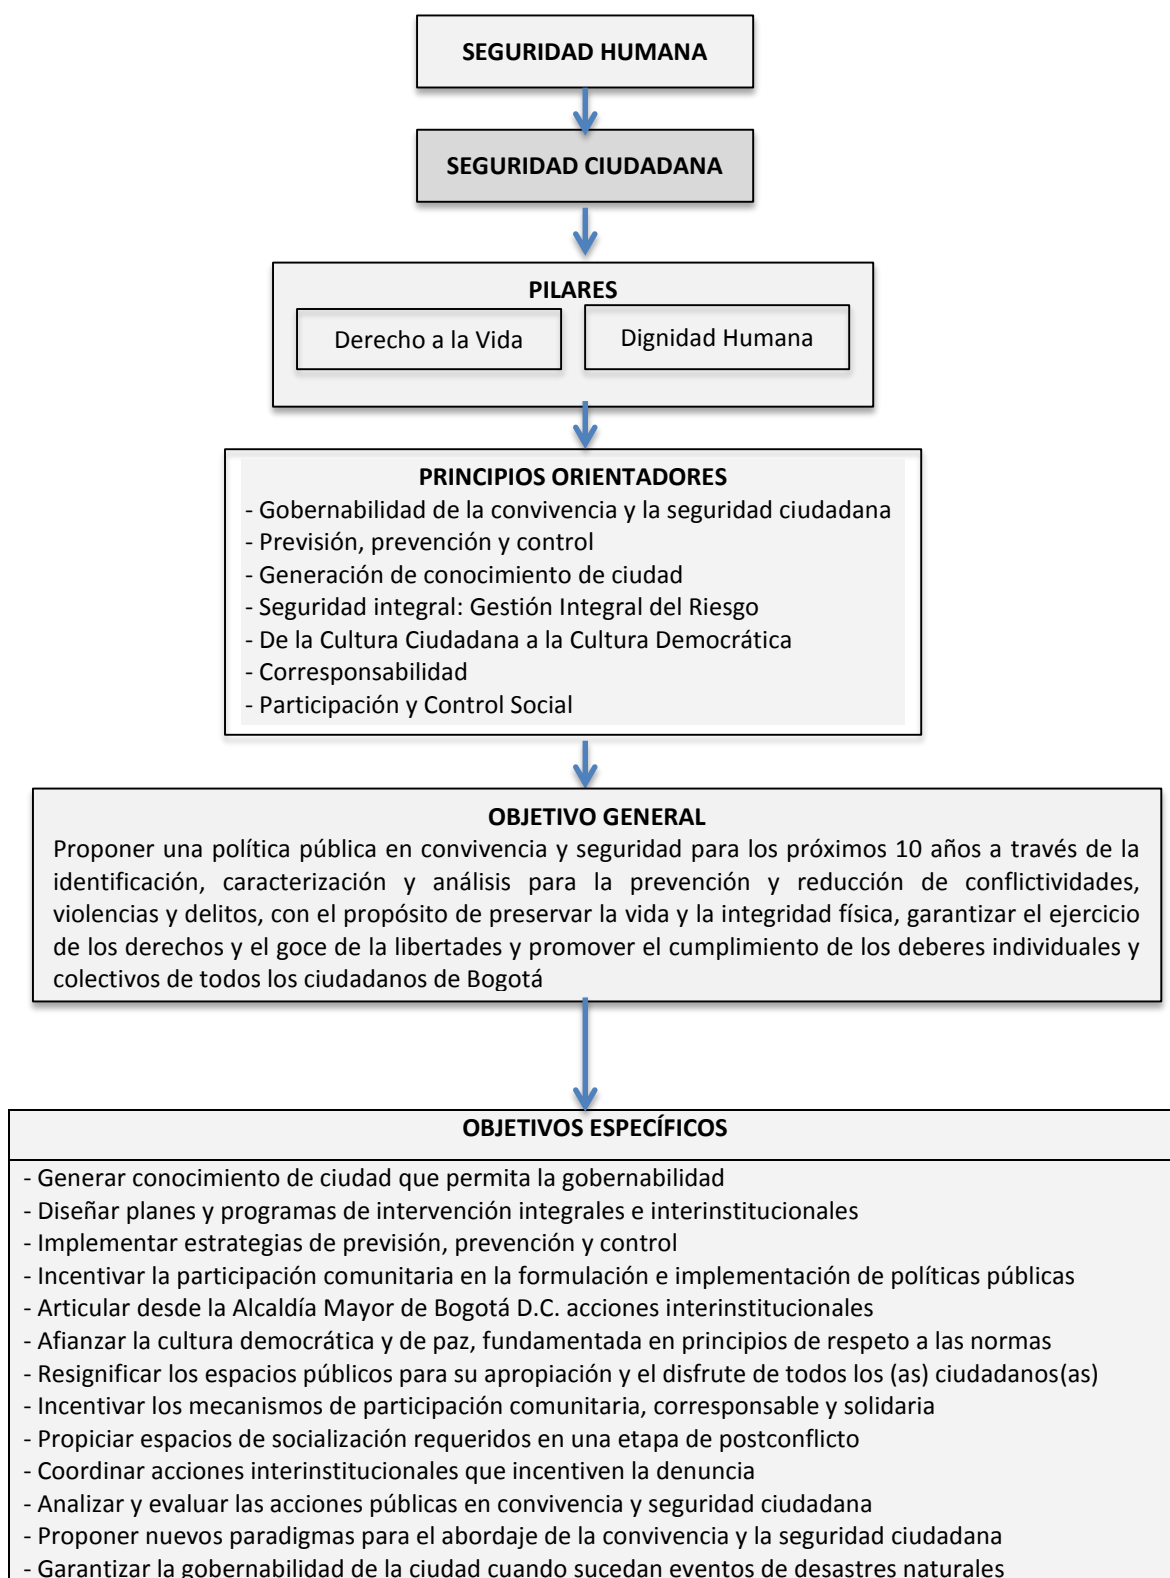 SEGURIDAD HUMANA
SEGURIDAD CIUDADANA
PILARES
Derecho a la Vida
Dignidad Humana
PRINCIPIOS ORIENTADORES
- Gobernabilidad de la convivencia y la seguridad ciudadana
- Previsión, prevención y control
- Generación de conocimiento de ciudad
- Seguridad integral: Gestión Integral del Riesgo
- De la Cultura Ciudadana a la Cultura Democrática
- Corresponsabilidad
- Participación y Control Social
OBJETIVO GENERAL
Proponer una política pública en convivencia y seguridad para los próximos 10 años a través de la
identificación, caracterización y análisis para la prevención y reducción de conflictividades,
violencias y delitos, con el propósito de preservar la vida y la integridad física, garantizar el ejercicio
de los derechos y el goce de la libertades y promover el cumplimiento de los deberes individuales y
colectivos de todos los ciudadanos de Bogotá
OBJETIVOS ESPECÍFICOS
- Generar conocimiento de ciudad que permita la gobernabilidad
- Diseñar planes y programas de intervención integrales e interinstitucionales
- Implementar estrategias de previsión, prevención y control
- Incentivar la participación comunitaria en la formulación e implementación de políticas públicas
- Articular desde la Alcaldía Mayor de Bogotá D.C. acciones interinstitucionales
- Afianzar la cultura democrática y de paz, fundamentada en principios de respeto a las normas
- Resignificar los espacios públicos para su apropiación y el disfrute de todos los (as) ciudadanos(as)
- Incentivar los mecanismos de participación comunitaria, corresponsable y solidaria
- Propiciar espacios de socialización requeridos en una etapa de postconflicto
- Coordinar acciones interinstitucionales que incentiven la denuncia
- Analizar y evaluar las acciones públicas en convivencia y seguridad ciudadana
- Proponer nuevos paradigmas para el abordaje de la convivencia y la seguridad ciudadana
- Garantizar la gobernabilidad de la ciudad cuando sucedan eventos de desastres naturales